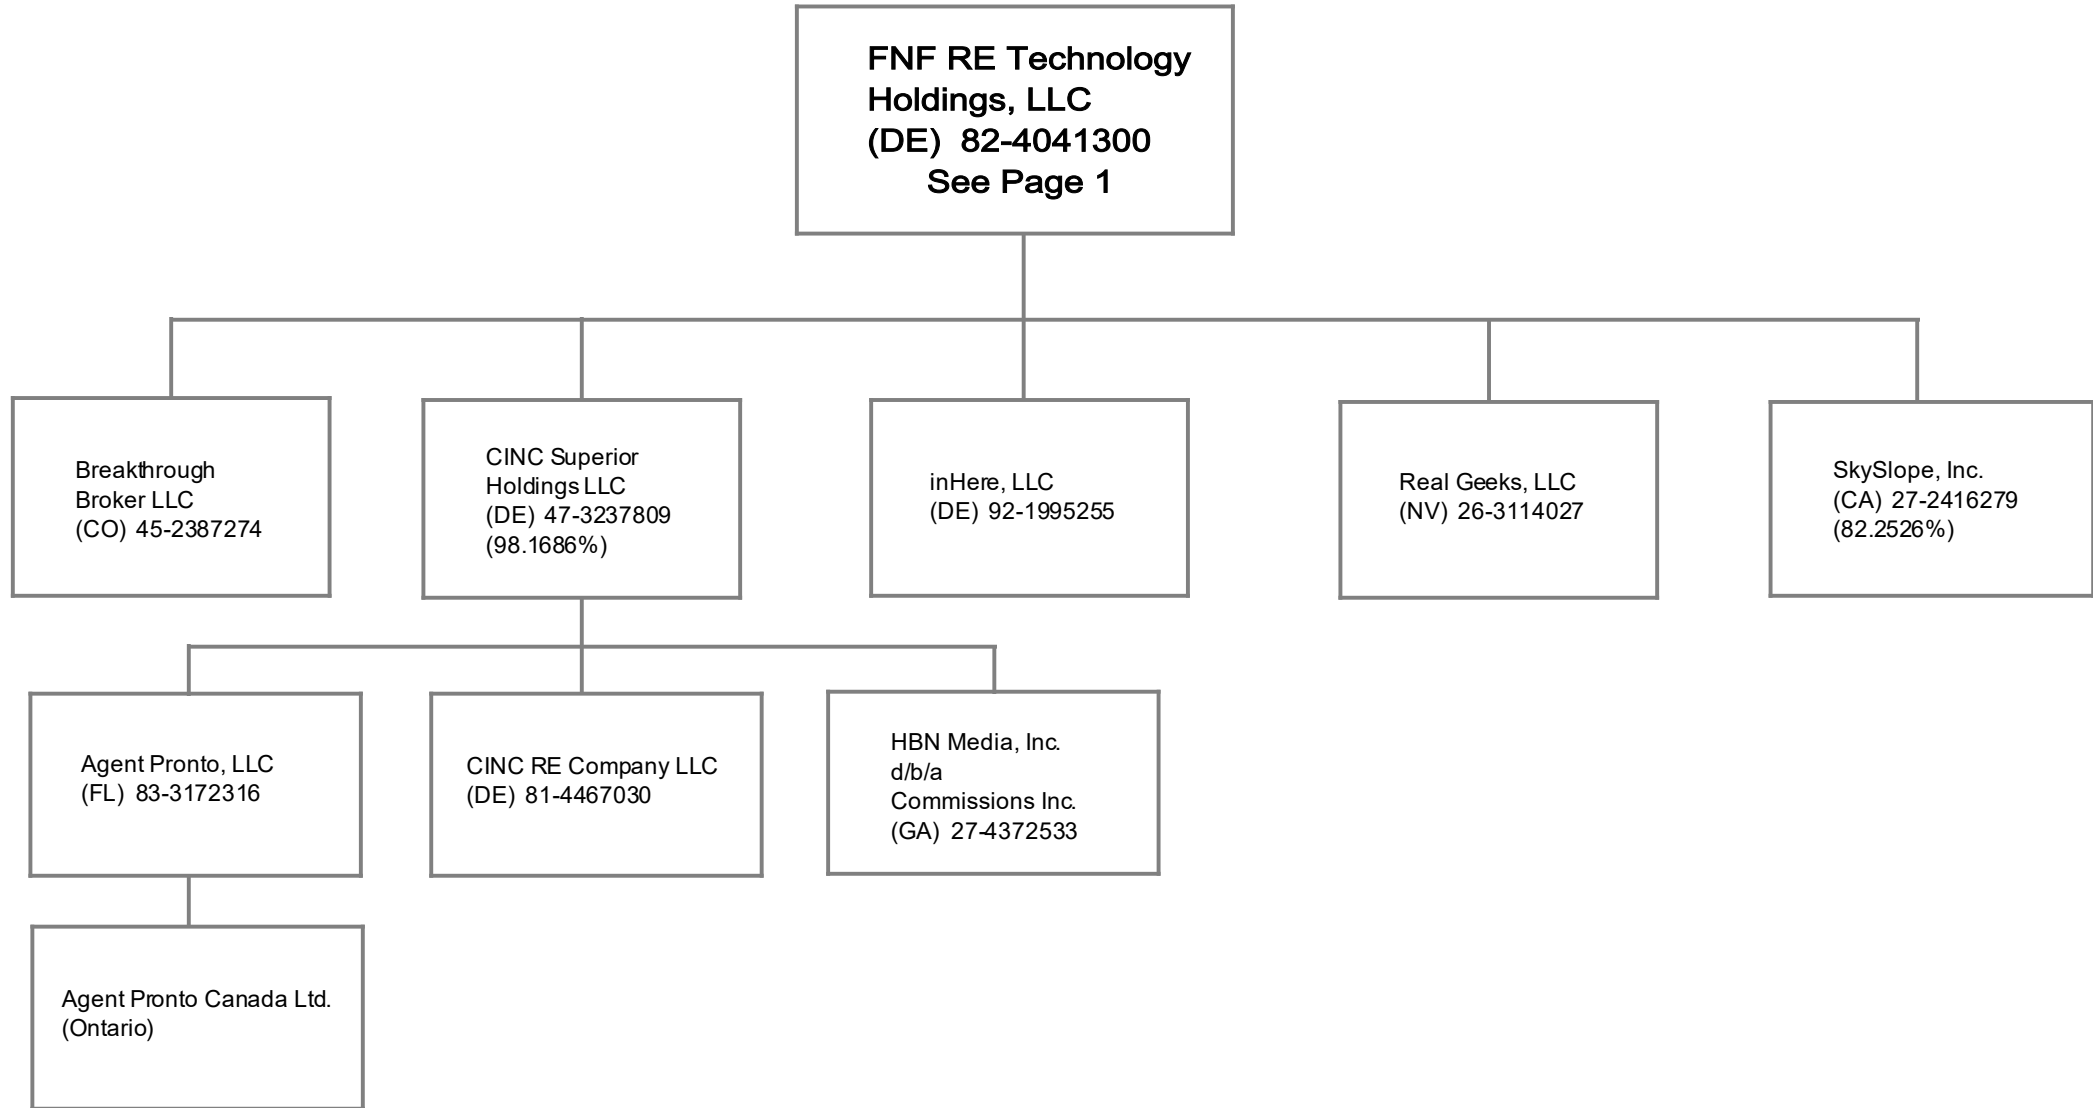 FNF RE Technology
Holdings, LLC
(DE) 82-4041300
See Page 1
Breakthrough
Broker LLC
(CO) 45-2387274
CINC Superior
Holdings LLC
(DE) 47-3237809
(98.1686%)
inHere, LLC
(DE) 92-1995255
Real Geeks, LLC
(NV) 26-3114027
SkySlope, Inc.
(CA) 27-2416279
(82.2526%)
Agent Pronto, LLC
(FL) 83-3172316
CINC RE Company LLC
(DE) 81-4467030
HBN Media, Inc.
d/b/a
Commissions Inc.
(GA) 27-4372533
Agent Pronto Canada Ltd.
(Ontario)